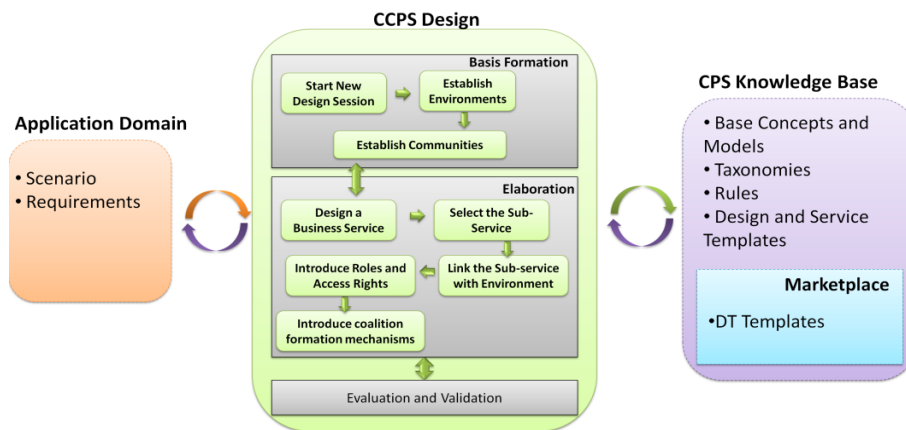 Application Domain
• Scenario
• Requirements
CCPS Design
Basis Formation
Start New
Design Session
Establish
Environments
Establish Communities
Elaboration
Design a
Business Service
Select the Sub-
Service
Introduce Roles and
Access Rights
Link the Sub-service
with Environment
Introduce coalition
formation mechanisms
Evaluation and Validation
CPS Knowledge Base
• Base Concepts and
Models
• Taxonomies
• Rules
• Design and Service
Templates
Marketplace
•DT Templates